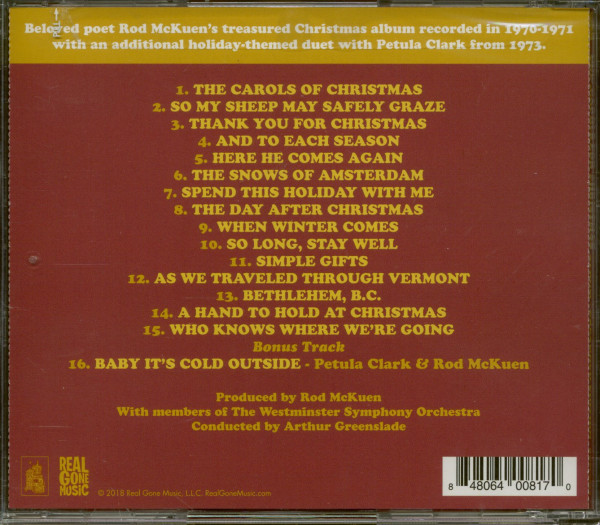 Beloved poet Rod McKuen's treasured Christmas album recorded in 1970-1971
with an additional holiday-themed duet with Petula Clark from 1973.
1. THE CAROLS OF CHRISTMAS
2. SO MY SHEEP MAY SAFELY GRAZE
3. THANK YOU FOR CHRISTMAS
4. AND TO EACH SEASON
5. HERE HE COMES AGAIN
6. THE SNOWS OF AMSTERDAM
7. SPEND THIS HOLIDAY WITH ME
8. THE DAY AFTER CHRISTMAS
9. WHEN WINTER COMES
10. SO LONG, STAY WELL
11. SIMPLE GIFTS
12. AS WE TRAVELED THROUGH VERMONT
13. BETHLEHEM, B.C.
14. A HAND TO HOLD AT CHRISTMAS
15. WHO KNOWS WHERE WE'RE GOING
Bonus Track
16. BABY IT'S COLD OUTSIDE - Petula Clark & Rod McKuen
Produced by Rod McKuen
With members of The Westminster Symphony Orchestra
Conducted by Arthur Greenslade
REAL
GONE
MUSIC
© 2018 Real Gone Music, L.L.C. RealGoneMusic.com
8 48064 00817 0